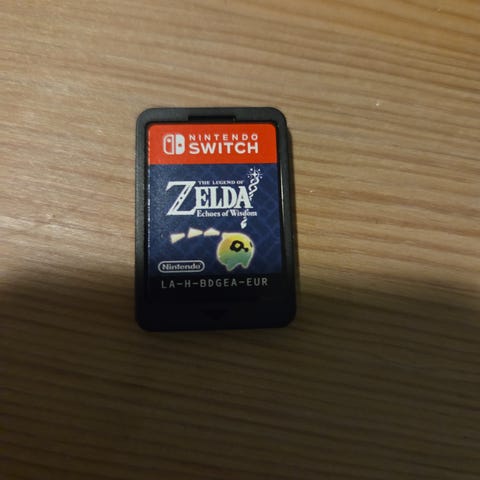 NINTENDO
SWITCH
THE LEGEND OF
ZELDA
Echoes of Wisdom
Nintendo
LA-H-BDGEA-EUR